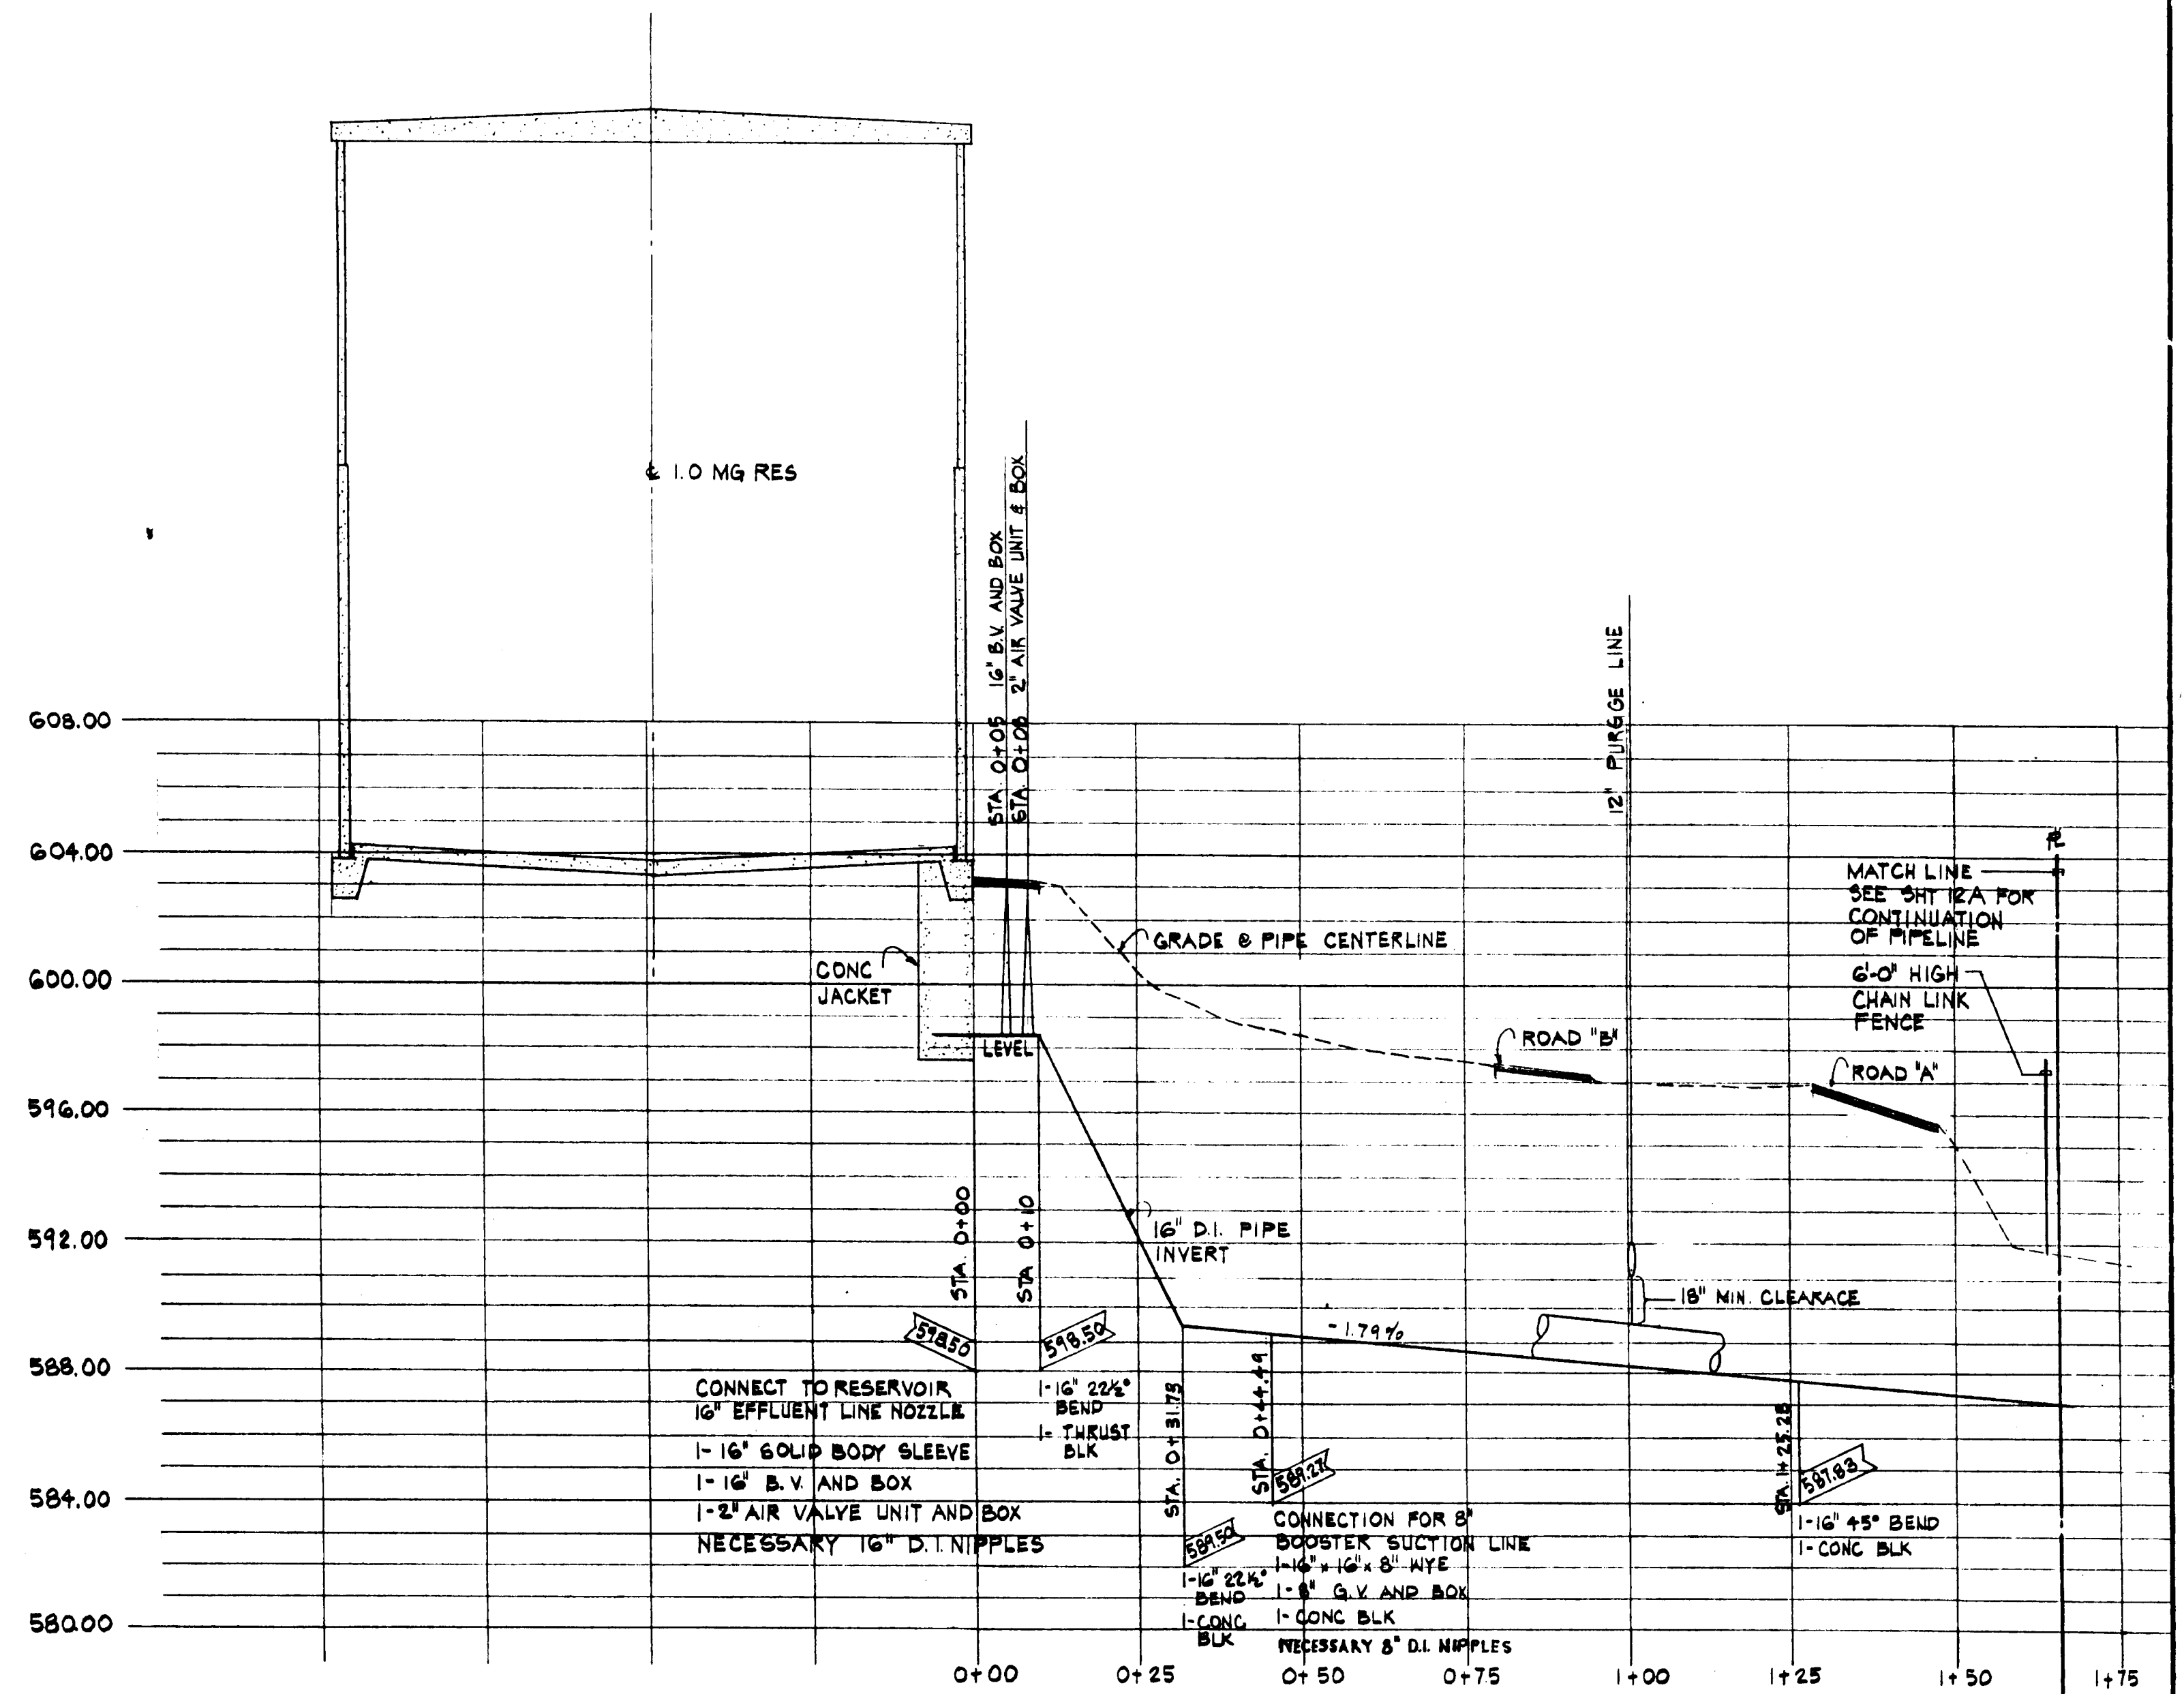 ℄ 1.0 MG RES
STA. 0+05 16" B.V. AND BOX
STA. 0+08 2" AIR VALVE UNIT & BOX
12" PURGGE LINE
608.00
604.00
600.00
596.00
592.00
588.00
584.00
580.00
CONC
JACKET
GRADE @ PIPE CENTERLINE
LEVEL
ROAD "B"
ROAD "A"
PL
MATCH LINE
SEE SHT 12A FOR
CONTINUATION
OF PIPELINE
6'-0" HIGH
CHAIN LINK
FENCE
STA. 0+00
STA 0+10
16" D.I. PIPE
INVERT
18" MIN. CLEARACE
-1.79%
598.50
598.50
CONNECT TO RESERVOIR
16" EFFLUENT LINE NOZZLE
1-16" SOLID BODY SLEEVE
1-16" B.V. AND BOX
1-2" AIR VALVE UNIT AND BOX
NECESSARY 16" D.I. NIPPLES
1-16" 22½°
BEND
1- THRUST
BLK
STA. 0+31.73
589.50
1-16" 22½°
BEND
1-CONC
BLK
STA. 0+44.49
589.27
CONNECTION FOR 8"
BOOSTER SUCTION LINE
1-16" x 16" x 8" WYE
1-8" G.V. AND BOX
1-CONC BLK
NECESSARY 8" D.I. NIPPLES
STA. 1+25.28
587.83
1-16" 45° BEND
1-CONC BLK
0+00
0+25
0+50
0+75
1+00
1+25
1+50
1+75